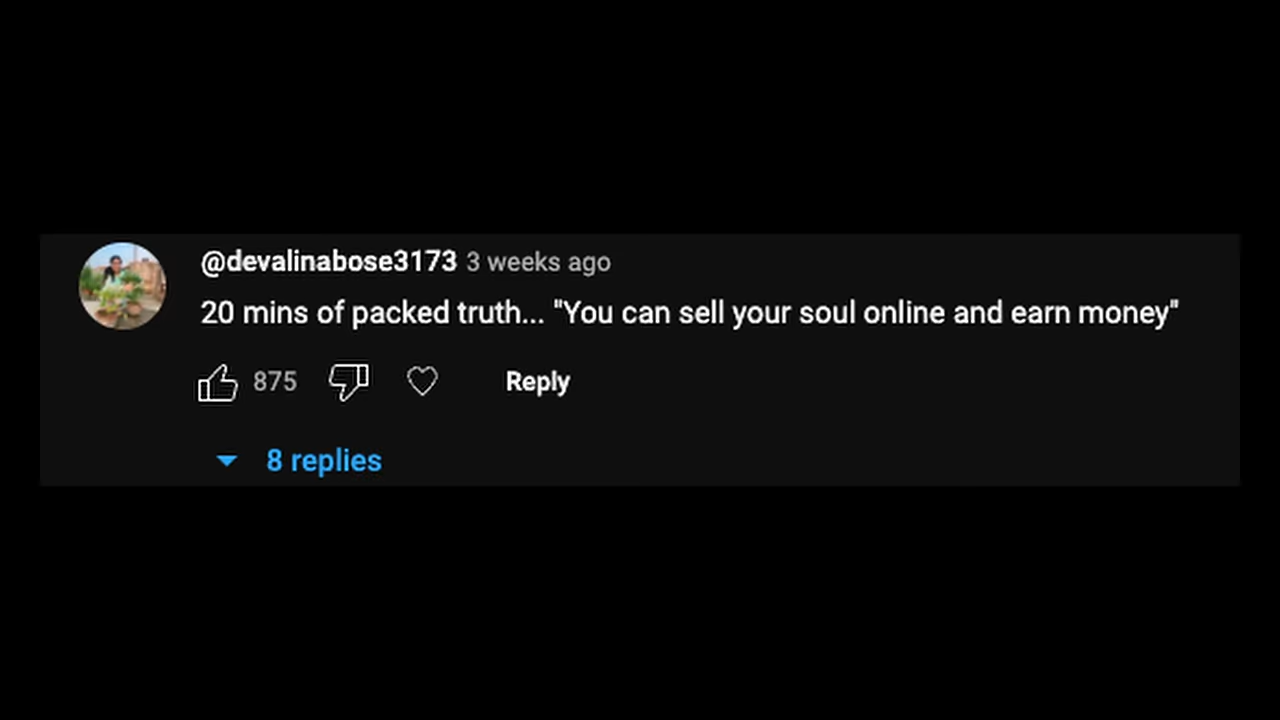 @devalinabose3173 3 weeks ago
20 mins of packed truth... "You can sell your soul online and earn money"
875 Reply
8 replies